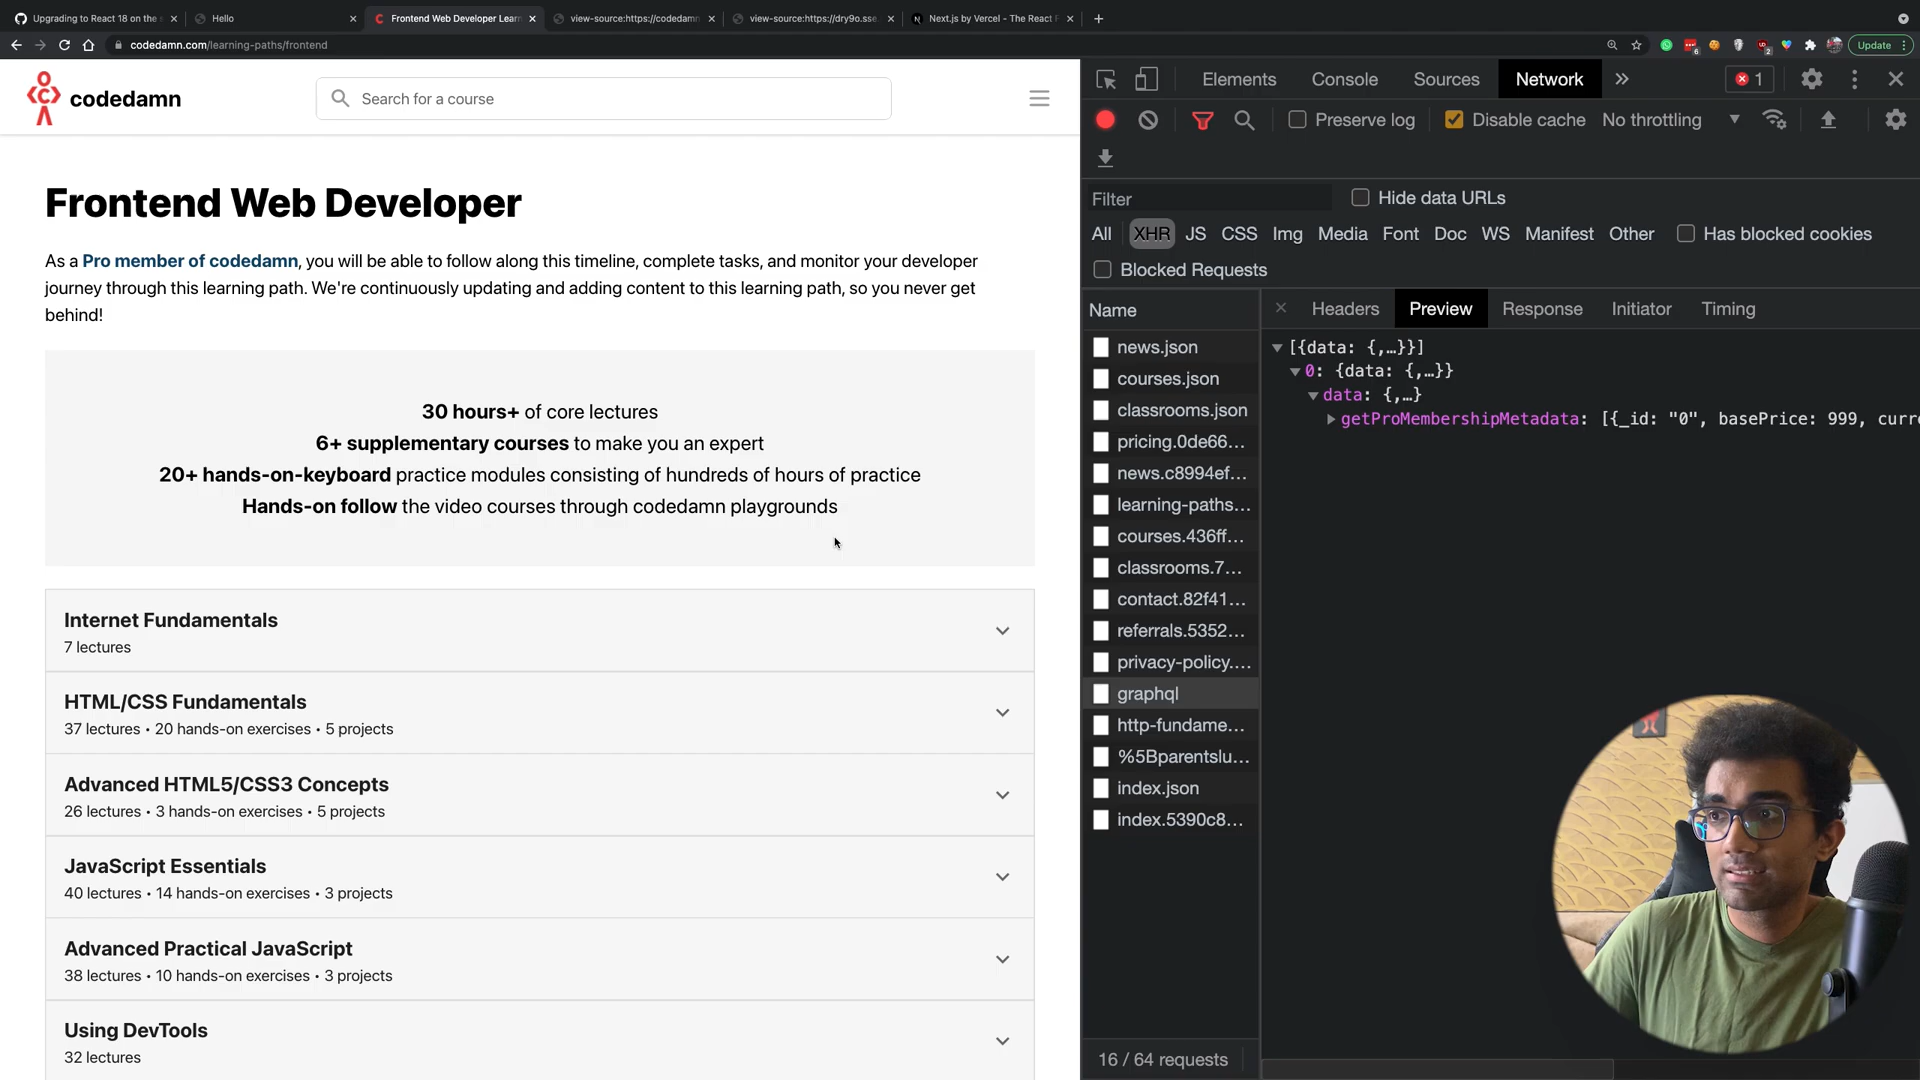 Upgrading to React 18 on the s
Hello
Frontend Web Developer Lear
view-source:https://codedamn
view-source:https://dry9o.sse
Next.js by Vercel - The React F
codedamn.com/learning-paths/frontend
Update
codedamn
Search for a course
Frontend Web Developer
As a Pro member of codedamn, you will be able to follow along this timeline, complete tasks, and monitor your developer
journey through this learning path. We're continuously updating and adding content to this learning path, so you never get
behind!
30 hours+ of core lectures
6+ supplementary courses to make you an expert
20+ hands-on-keyboard practice modules consisting of hundreds of hours of practice
Hands-on follow the video courses through codedamn playgrounds
Internet Fundamentals
7 lectures
HTML/CSS Fundamentals
37 lectures • 20 hands-on exercises • 5 projects
Advanced HTML5/CSS3 Concepts
26 lectures • 3 hands-on exercises • 5 projects
JavaScript Essentials
40 lectures • 14 hands-on exercises • 3 projects
Advanced Practical JavaScript
38 lectures • 10 hands-on exercises • 3 projects
Using DevTools
32 lectures
Elements Console Sources Network 1
Preserve log Disable cache No throttling
Filter Hide data URLs
All XHR JS CSS Img Media Font Doc WS Manifest Other Has blocked cookies
Blocked Requests
Name
news.json
courses.json
classrooms.json
pricing.0de66...
news.c8994ef...
learning-paths...
courses.436ff...
classrooms.7...
contact.82f41...
referrals.5352...
privacy-policy....
graphql
http-fundame...
%5Bparentslu...
index.json
index.5390c8...
16 / 64 requests
Headers Preview Response Initiator Timing
[{data: {,…}}]
0: {data: {,…}}
data: {,…}
getProMembershipMetadata: [{_id: "0", basePrice: 999, curre